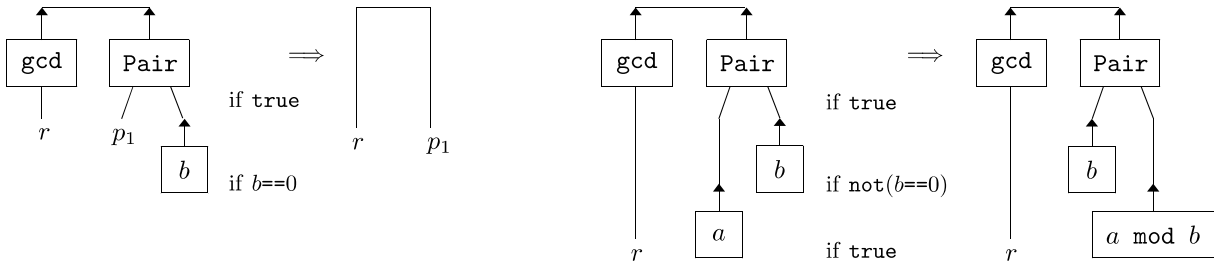 gcd Pair ⟹ gcd Pair ⟹ gcd Pair
if true if true
r p₁ r p₁
b b b
if b==0 if not(b==0)
a a mod b
r if true r